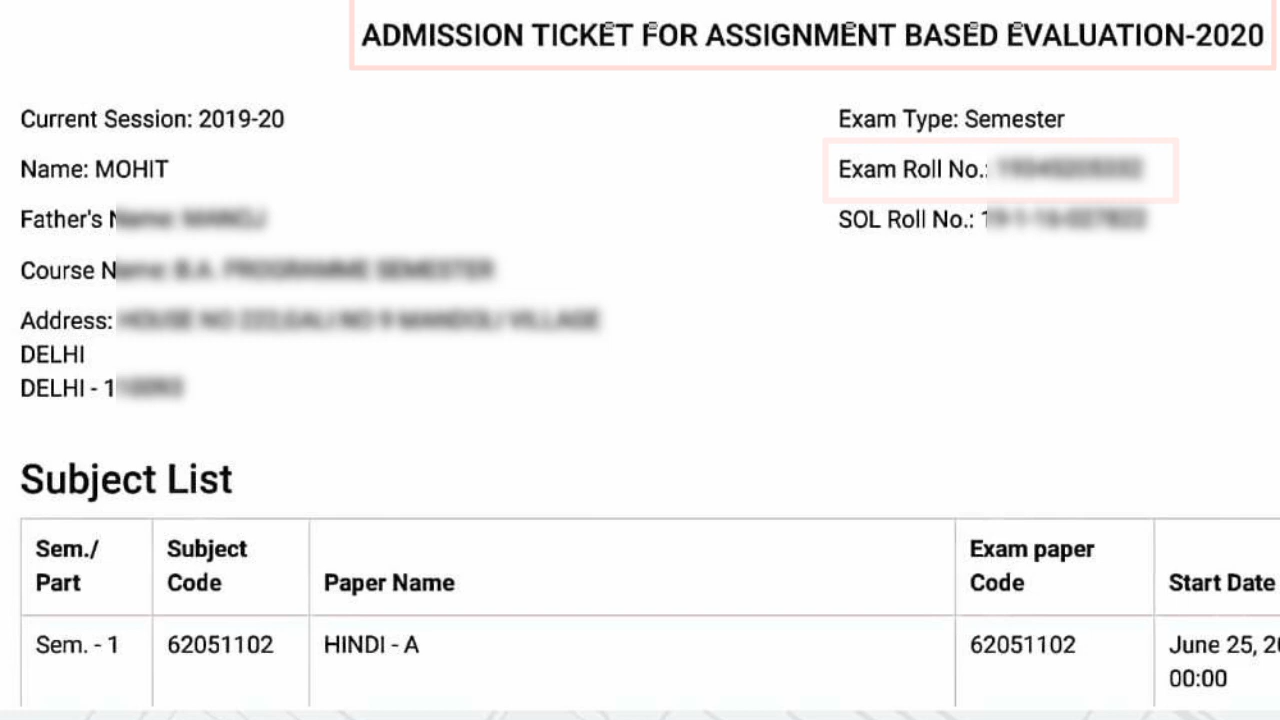 ADMISSION TICKET FOR ASSIGNMENT BASED EVALUATION-2020
Current Session: 2019-20
Exam Type: Semester
Name: MOHIT
Exam Roll No.:
Father's
SOL Roll No.:
Course
Address:
DELHI
DELHI -
Subject List
Sem./ Part Subject Code Paper Name Exam paper Code Start Date
Sem. - 1 62051102 HINDI - A 62051102 June 25,
00:00